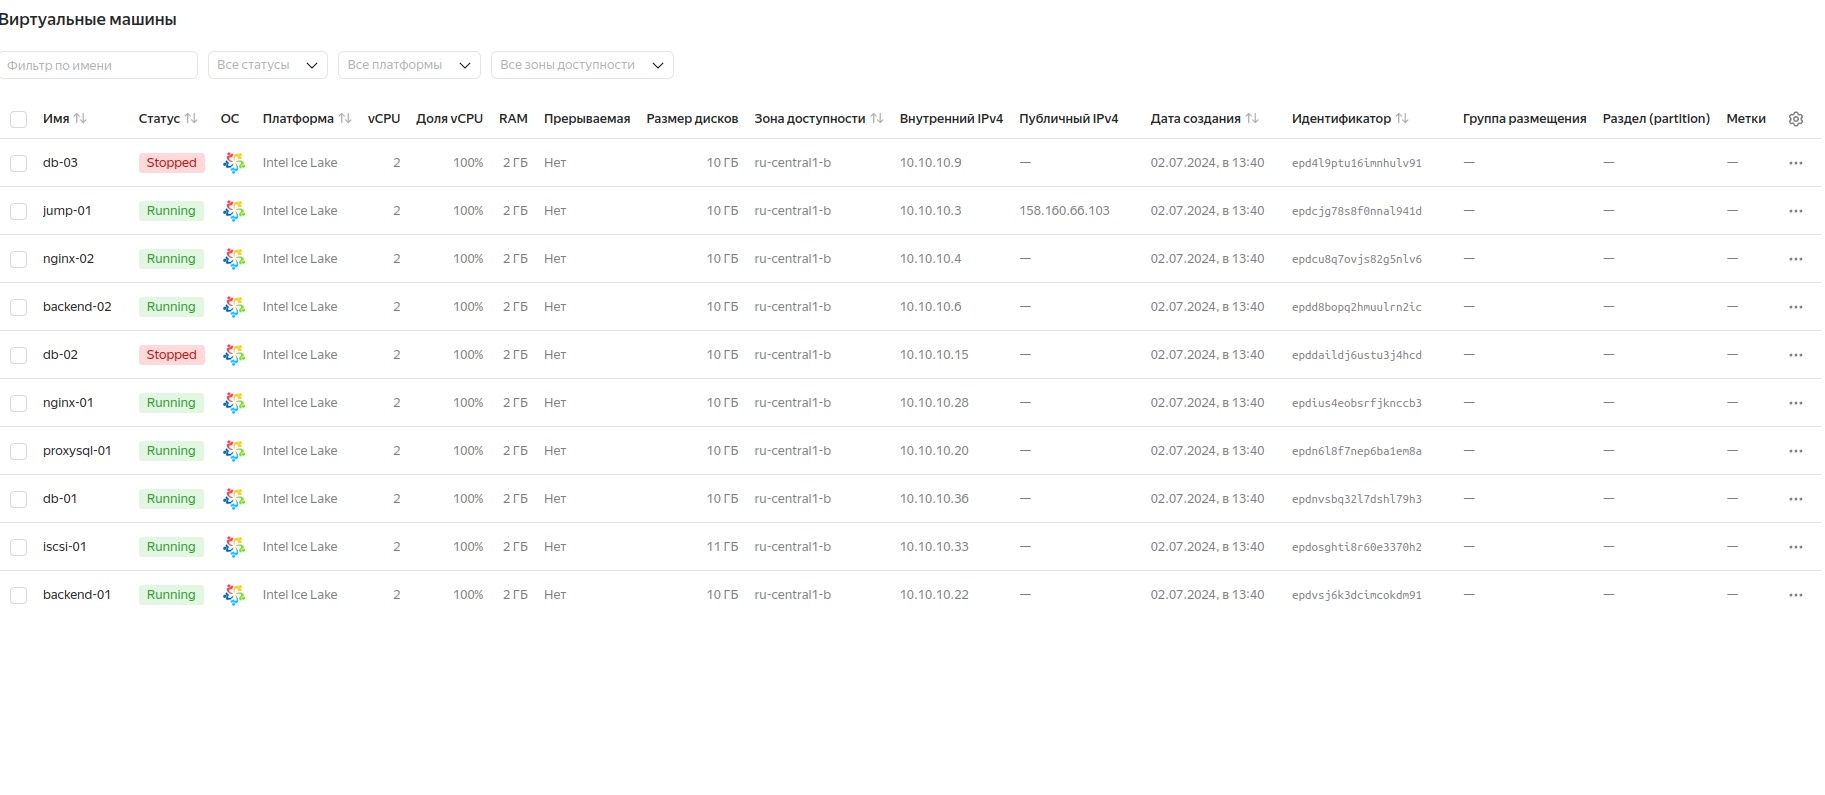 Виртуальные машины
Фильтр по имени Все статусы Все платформы Все зоны доступности
Имя Статус ОС Платформа vCPU Доля vCPU RAM Прерываемая Размер дисков Зона доступности Внутренний IPv4 Публичный IPv4 Дата создания Идентификатор Группа размещения Раздел (partition) Метки
db-03 Stopped Intel Ice Lake 2 100% 2 ГБ Нет 10 ГБ ru-central1-b 10.10.10.9 — 02.07.2024, в 13:40 epd4l9ptu16imnhulv91 — — —
jump-01 Running Intel Ice Lake 2 100% 2 ГБ Нет 10 ГБ ru-central1-b 10.10.10.3 158.160.66.103 02.07.2024, в 13:40 epdcjg78s8f0nnal941d — — —
nginx-02 Running Intel Ice Lake 2 100% 2 ГБ Нет 10 ГБ ru-central1-b 10.10.10.4 — 02.07.2024, в 13:40 epdcu8q7ovjs82g5nlv6 — — —
backend-02 Running Intel Ice Lake 2 100% 2 ГБ Нет 10 ГБ ru-central1-b 10.10.10.6 — 02.07.2024, в 13:40 epdd8bopq2hmuulrn2ic — — —
db-02 Stopped Intel Ice Lake 2 100% 2 ГБ Нет 10 ГБ ru-central1-b 10.10.10.15 — 02.07.2024, в 13:40 epddaildj6ustu3j4hcd — — —
nginx-01 Running Intel Ice Lake 2 100% 2 ГБ Нет 10 ГБ ru-central1-b 10.10.10.28 — 02.07.2024, в 13:40 epdius4eobsrfjknccb3 — — —
proxysql-01 Running Intel Ice Lake 2 100% 2 ГБ Нет 10 ГБ ru-central1-b 10.10.10.20 — 02.07.2024, в 13:40 epdn6l8f7nep6ba1em8a — — —
db-01 Running Intel Ice Lake 2 100% 2 ГБ Нет 10 ГБ ru-central1-b 10.10.10.36 — 02.07.2024, в 13:40 epdnvsbq32l7dshl79h3 — — —
iscsi-01 Running Intel Ice Lake 2 100% 2 ГБ Нет 11 ГБ ru-central1-b 10.10.10.33 — 02.07.2024, в 13:40 epdosghti8r60e3370h2 — — —
backend-01 Running Intel Ice Lake 2 100% 2 ГБ Нет 10 ГБ ru-central1-b 10.10.10.22 — 02.07.2024, в 13:40 epdvsj6k3dcimcokdm91 — — —